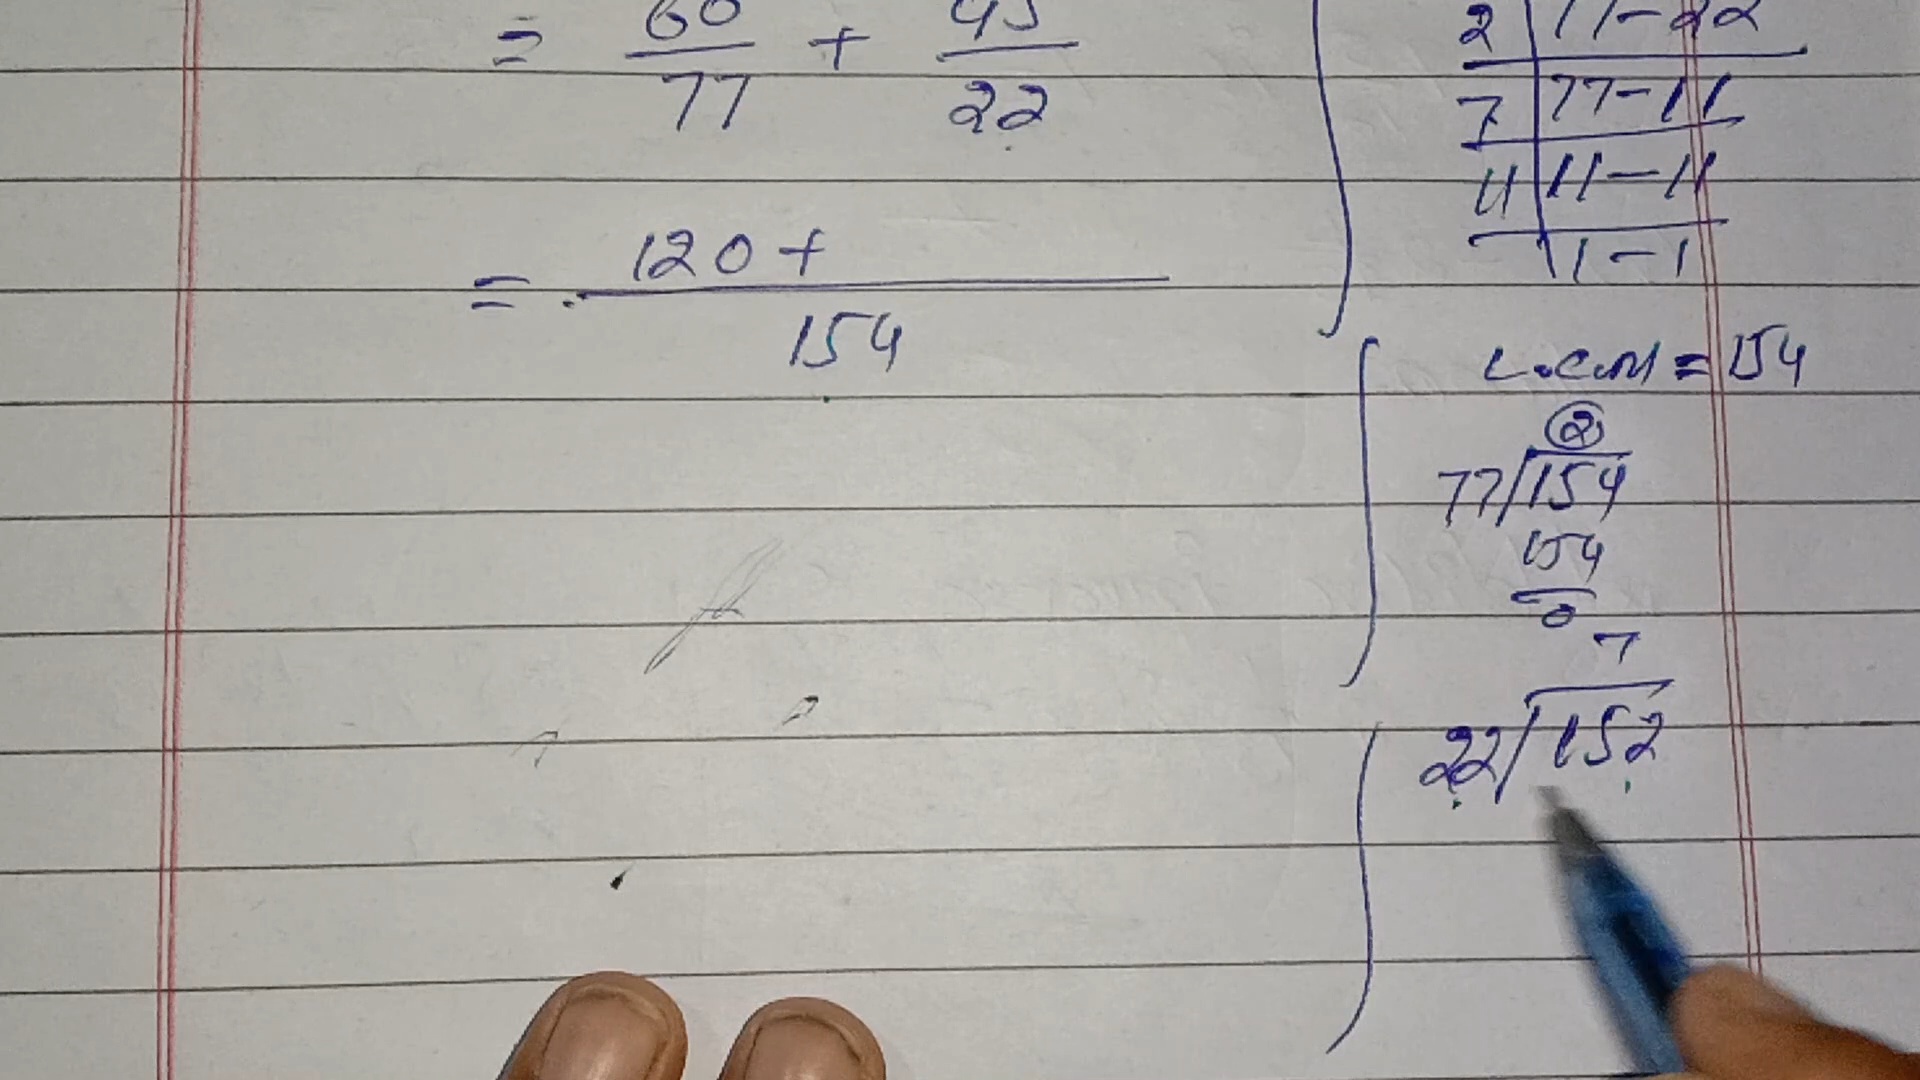 = 60/77 + 45/22
= 120 + / 154
2 | 77-22
7 | 77-11
11 | 11-11
1-1
L.C.M = 154
2
77/154
154
0
7
22/152